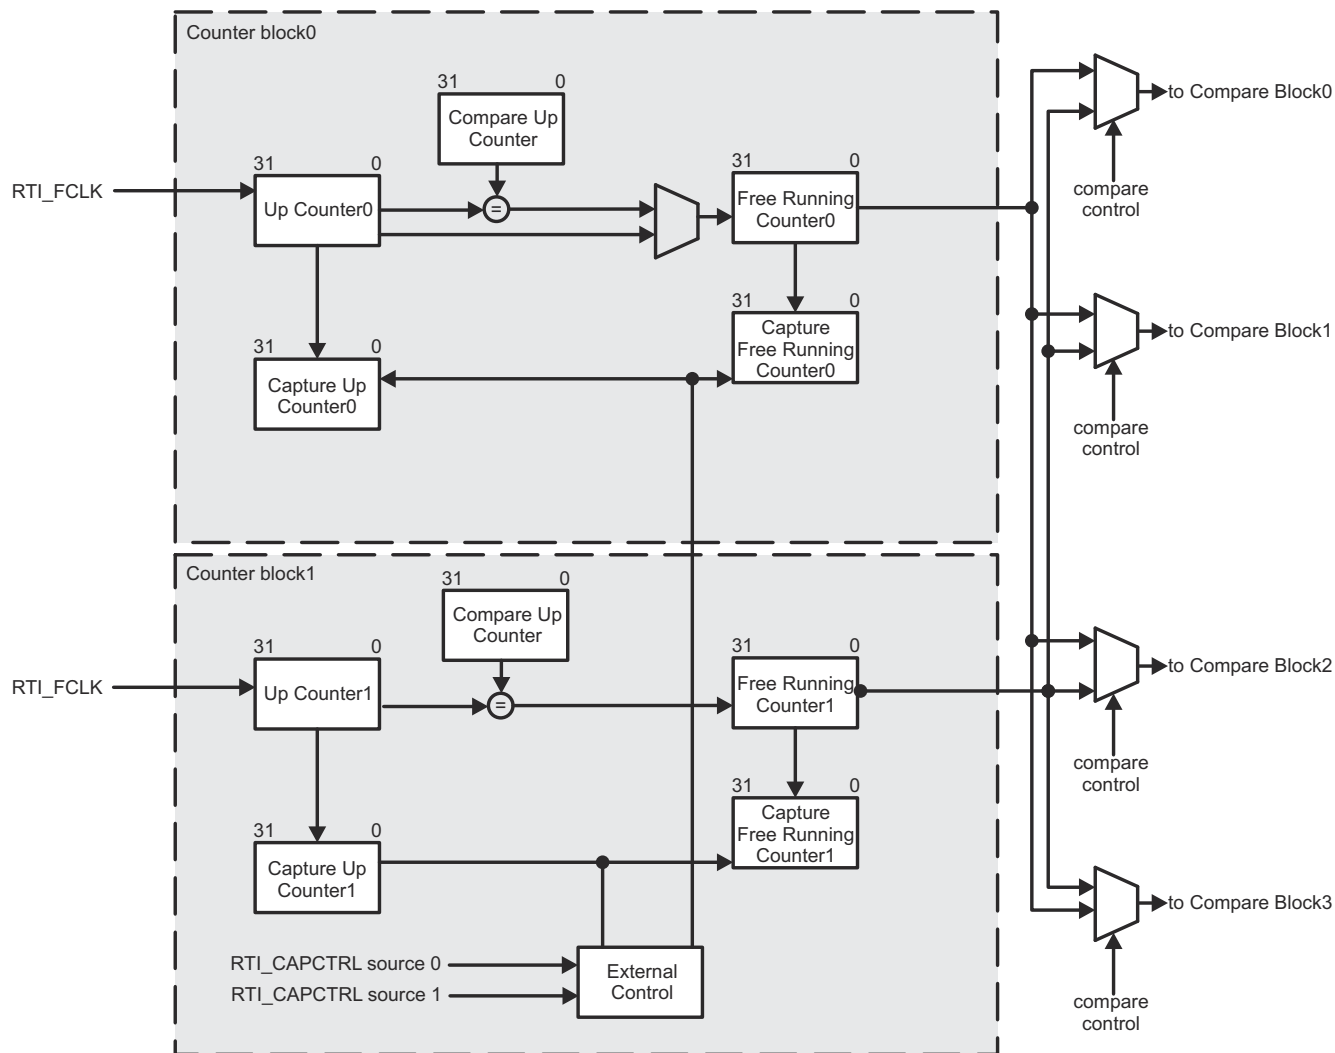 Counter block0
31 0
Compare Up
Counter
to Compare Block0
31 0
31 0
RTI_FCLK
Up Counter0
=
Free Running
Counter0
compare
control
31 0
Capture
Free Running
Counter0
to Compare Block1
31 0
Capture Up
Counter0
compare
control
Counter block1
31 0
Compare Up
Counter
31 0
31 0
RTI_FCLK
Up Counter1
=
Free Running
Counter1
to Compare Block2
compare
control
31 0
Capture
Free Running
Counter1
31 0
Capture Up
Counter1
to Compare Block3
RTI_CAPCTRL source 0
RTI_CAPCTRL source 1
External
Control
compare
control